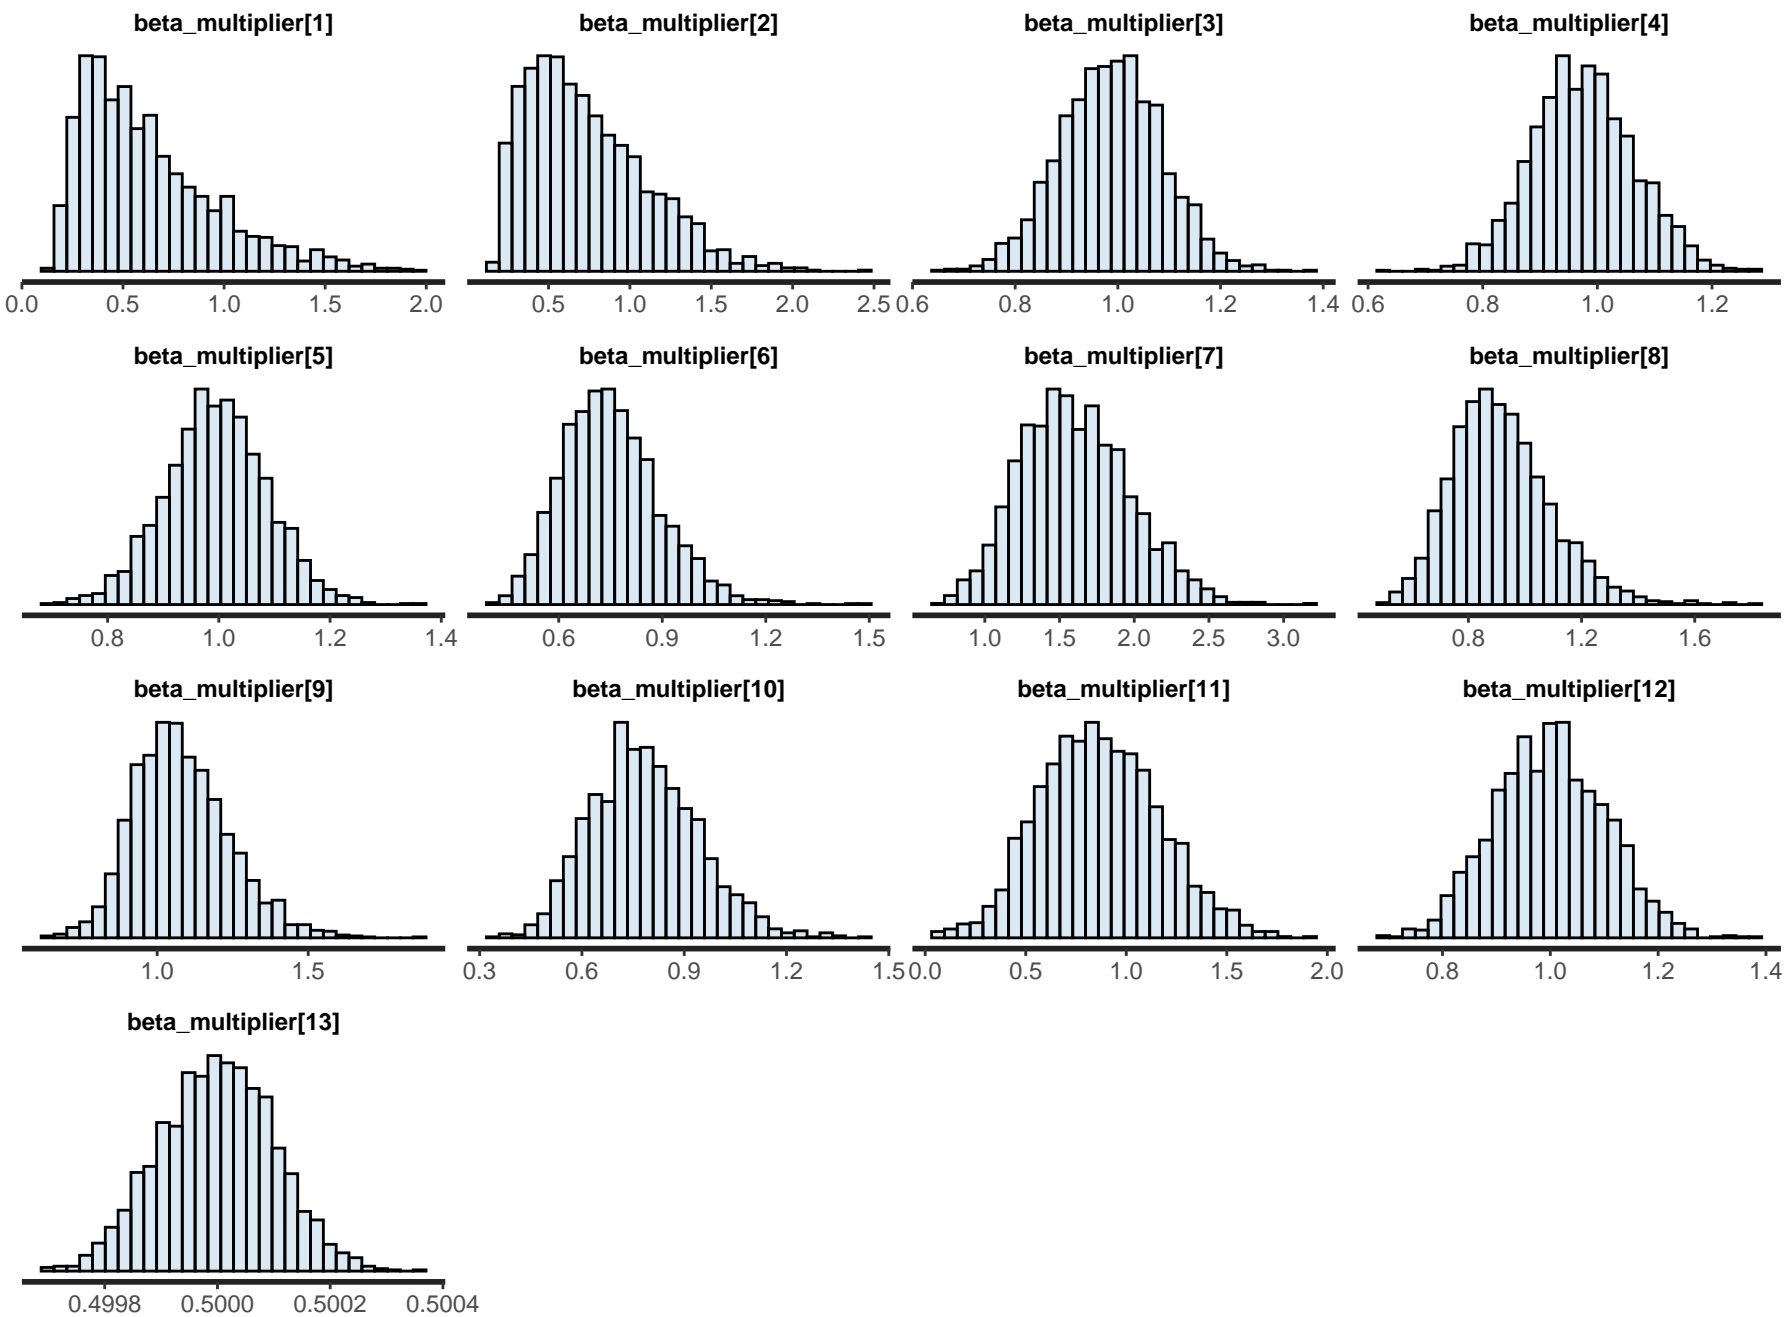 beta_multiplier[1] beta_multiplier[2] beta_multiplier[3] beta_multiplier[4]
0.0 0.5 1.0 1.5 2.0 0.5 1.0 1.5 2.0 2.5 0.6 0.8 1.0 1.2 1.4 0.6 0.8 1.0 1.2
beta_multiplier[5] beta_multiplier[6] beta_multiplier[7] beta_multiplier[8]
0.8 1.0 1.2 1.4 0.6 0.9 1.2 1.5 1.0 1.5 2.0 2.5 3.0 0.8 1.2 1.6
beta_multiplier[9] beta_multiplier[10] beta_multiplier[11] beta_multiplier[12]
1.0 1.5 0.3 0.6 0.9 1.2 1.5 0.0 0.5 1.0 1.5 2.0 0.8 1.0 1.2 1.4
beta_multiplier[13]
0.4998 0.5000 0.5002 0.5004